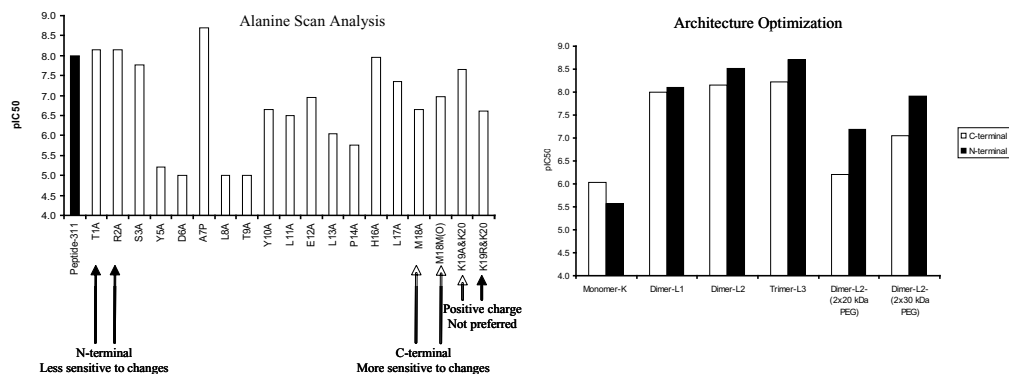 Alanine Scan Analysis
pIC50
9.0
8.5
8.0
7.5
7.0
6.5
6.0
5.5
5.0
4.5
4.0
Peptide-311
T1A
R2A
S3A
Y5A
D6A
A7P
L8A
T9A
Y10A
L11A
E12A
L13A
P14A
H16A
L17A
M18A
M18M(O)
K19A&K20
K19R&K20
Positive charge
Not preferred
N-terminal
Less sensitive to changes
C-terminal
More sensitive to changes
Architecture Optimization
pIC50
9.0
8.5
8.0
7.5
7.0
6.5
6.0
5.5
5.0
4.5
4.0
Monomer-K
Dimer-L1
Dimer-L2
Trimer-L3
Dimer-L2-
(2x20 kDa
PEG)
Dimer-L2-
(2x30 kDa
PEG)
C-terminal
N-terminal